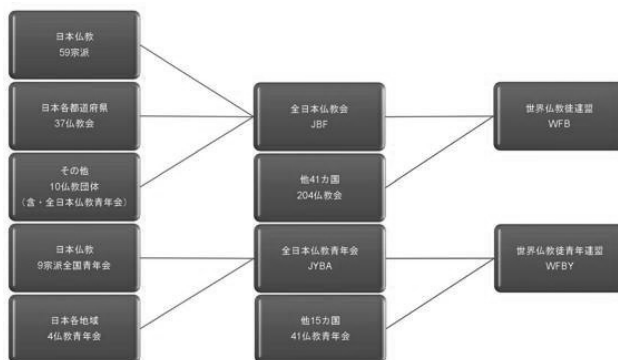 日本仏教
59宗派
日本各都道府県
37仏教会
その他
10仏教団体
(含・全日本仏教青年会)
日本仏教
9宗派全国青年会
日本各地域
4仏教青年会
全日本仏教会
JBF
他41カ国
204仏教会
全日本仏教青年会
JYBA
他15カ国
41仏教青年会
世界仏教徒連盟
WFB
世界仏教徒青年連盟
WFBY